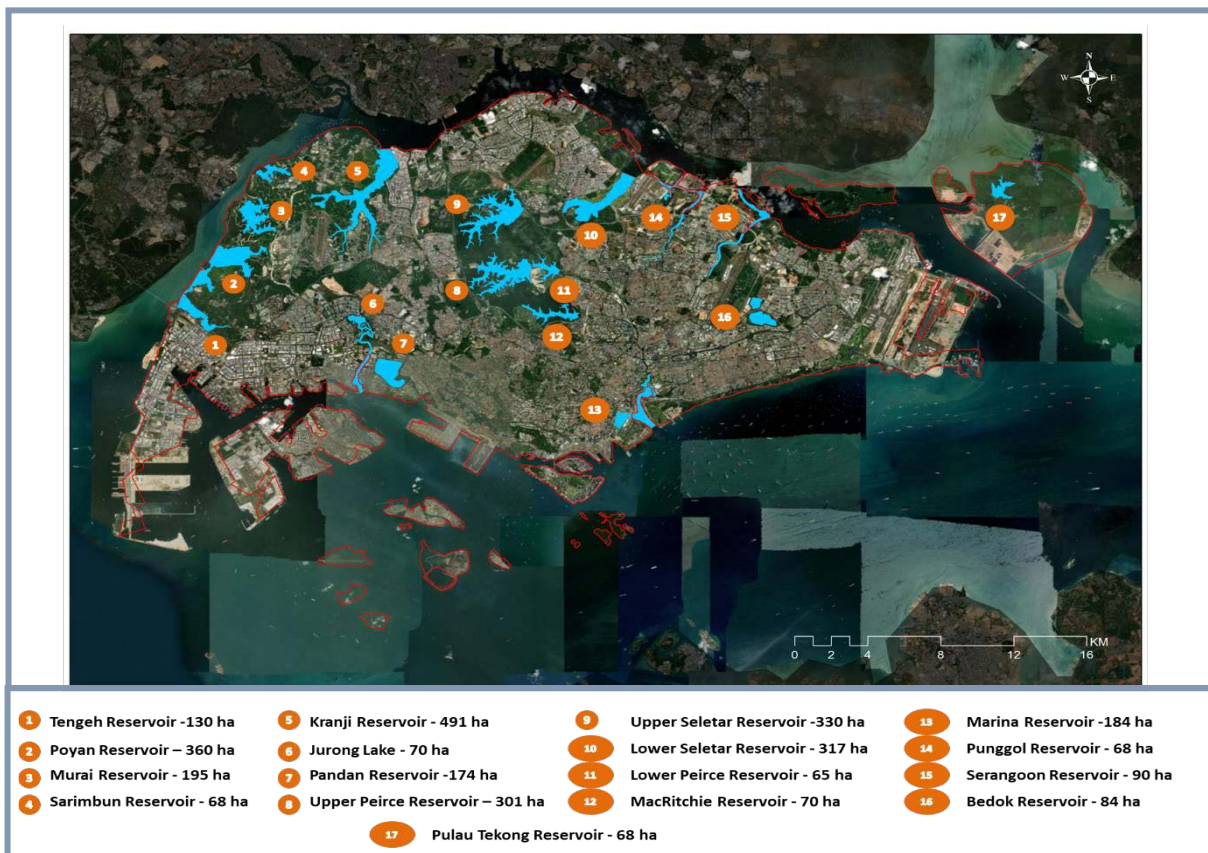 N
W E
S
4 5
9
3
14 15 17
10
2
8 11
6
16
12
7
1
13
KM
0 2 4 8 12 16
1 Tengeh Reservoir -130 ha
2 Poyan Reservoir – 360 ha
3 Murai Reservoir - 195 ha
4 Sarimbun Reservoir - 68 ha
5 Kranji Reservoir - 491 ha
6 Jurong Lake - 70 ha
7 Pandan Reservoir -174 ha
8 Upper Peirce Reservoir – 301 ha
9 Upper Seletar Reservoir -330 ha
10 Lower Seletar Reservoir - 317 ha
11 Lower Peirce Reservoir - 65 ha
12 MacRitchie Reservoir - 70 ha
13 Marina Reservoir -184 ha
14 Punggol Reservoir - 68 ha
15 Serangoon Reservoir - 90 ha
16 Bedok Reservoir - 84 ha
17 Pulau Tekong Reservoir - 68 ha